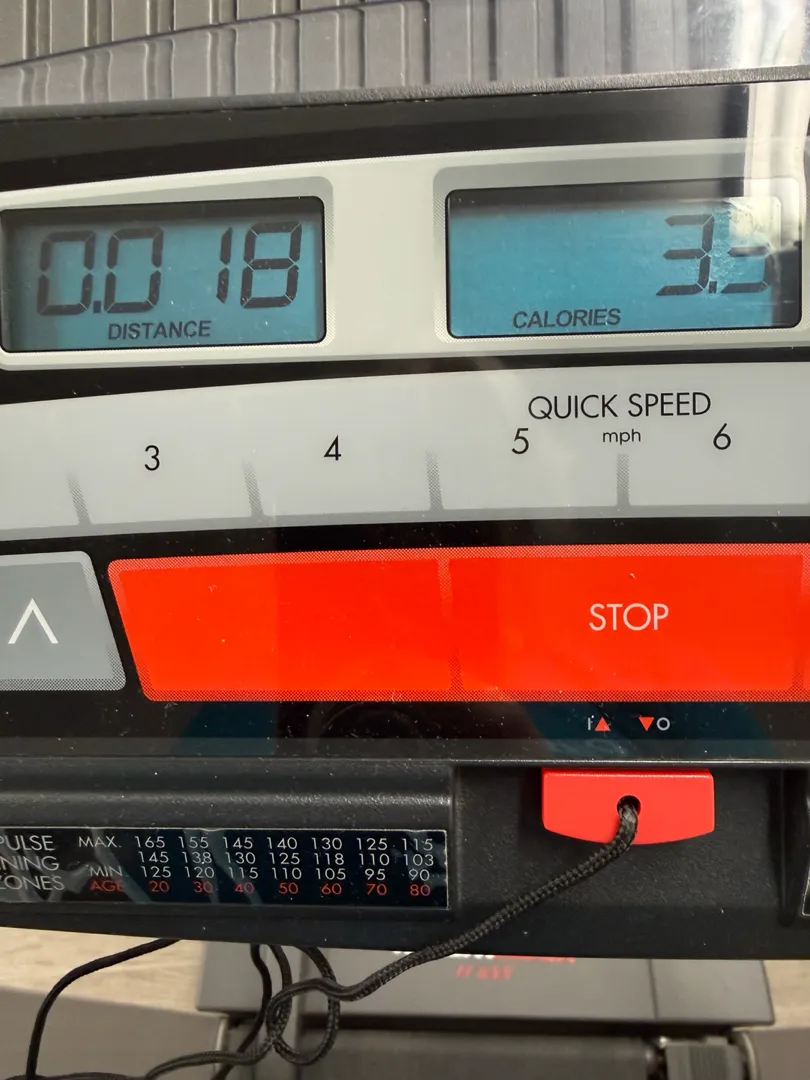 0.018
DISTANCE
CALORIES
QUICK SPEED
3 4 5 mph 6
STOP
PULSE MAX. 165 155 145 140 130 125 115
145 138 130 125 118 110 103
ZONES MIN 125 120 115 110 105 95 90
AGE 20 30 40 50 60 70 80